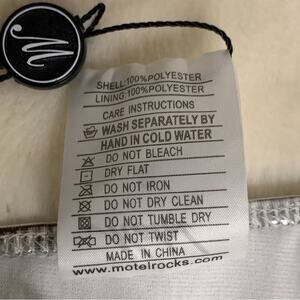 M
SHELL:100%POLYESTER
LINING:100%POLYESTER
CARE INSTRUCTIONS
WASH SEPARATELY BY
HAND IN COLD WATER
DO NOT BLEACH
DRY FLAT
DO NOT IRON
DO NOT DRY CLEAN
DO NOT TUMBLE DRY
DO NOT TWIST
MADE IN CHINA
www.motelrocks.com